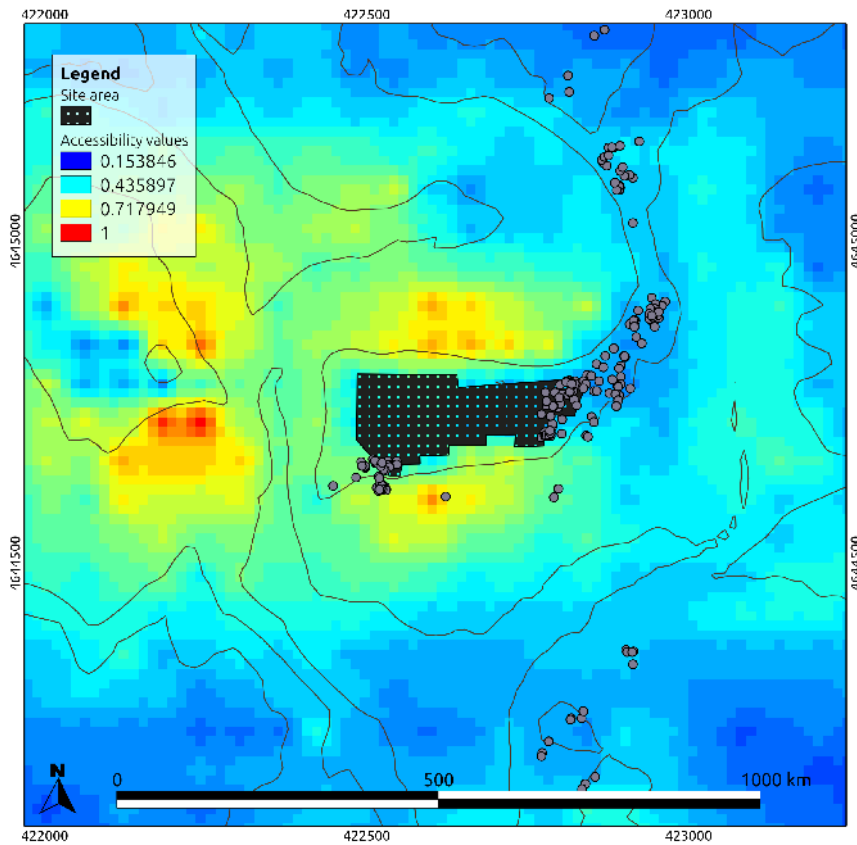 422000 422500 423000
Legend
Site area
Accessibility values
0.153846
0.435897
0.717949
1
4645000 4645000
4644500 4644500
N
0 500 1000 km
422000 422500 423000